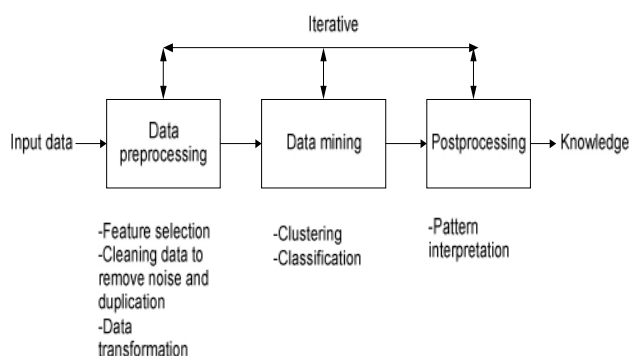 Iterative
Input data
Data
preprocessing
Data mining
Postprocessing
Knowledge
-Feature selection
-Cleaning data to
remove noise and
duplication
-Data
transformation
-Clustering
-Classification
-Pattern
interpretation